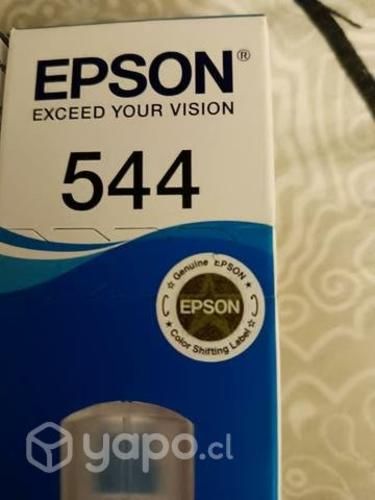 EPSON®
EXCEED YOUR VISION
544
Genuine EPSON
EPSON
Color Shifting Label
yapo.cl